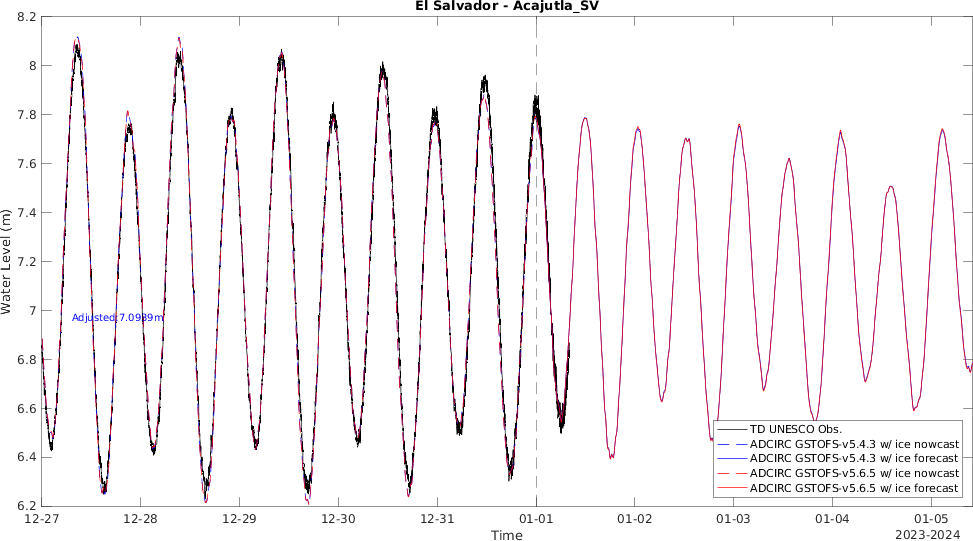 El Salvador - Acajutla_SV
8.2
8
7.8
7.6
7.4
7.2
7
6.8
6.6
6.4
6.2
Water Level (m)
Adjusted:7.0939m
TD UNESCO Obs.
ADCIRC GSTOFS-v5.4.3 w/ ice nowcast
ADCIRC GSTOFS-v5.4.3 w/ ice forecast
ADCIRC GSTOFS-v5.6.5 w/ ice nowcast
ADCIRC GSTOFS-v5.6.5 w/ ice forecast
12-27 12-28 12-29 12-30 12-31 01-01 01-02 01-03 01-04 01-05
Time
2023-2024